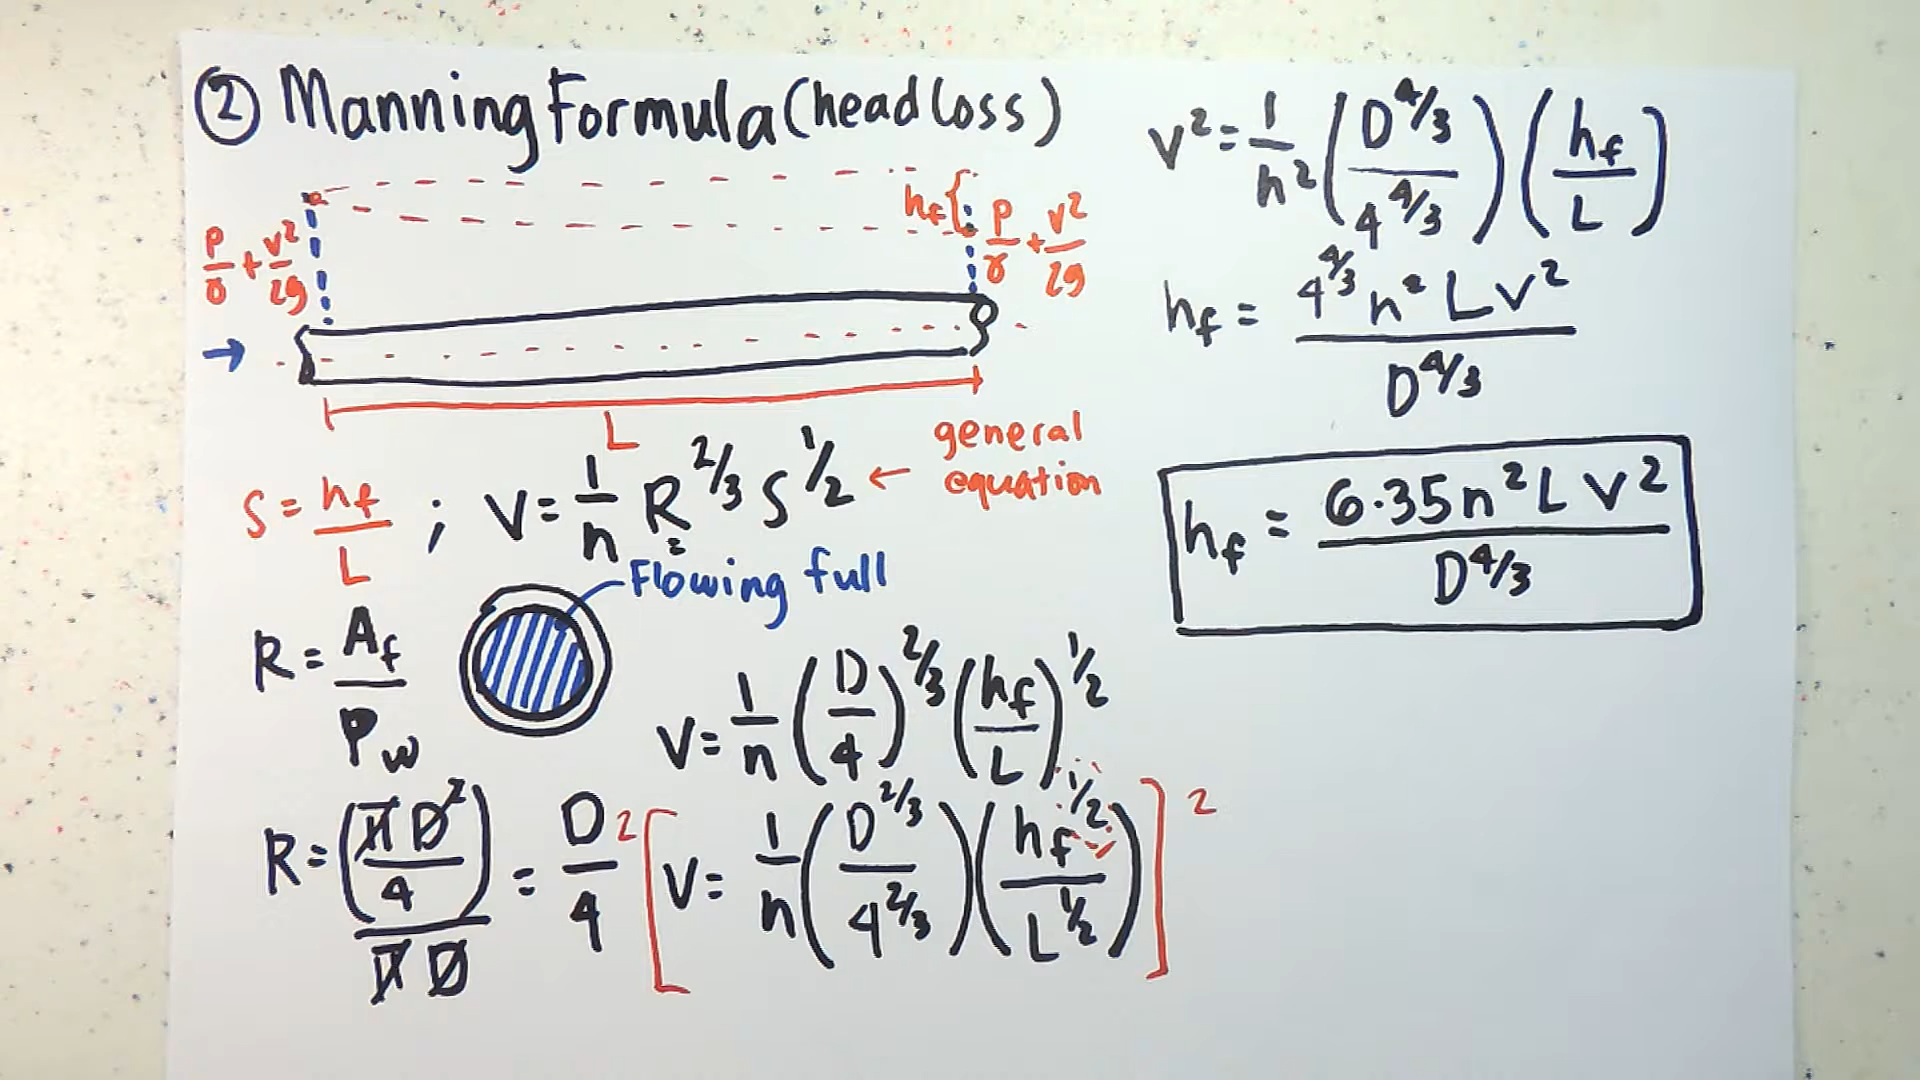 ② Manning Formula (head loss)
hf
P/γ + v²/2g
P/γ + v²/2g
L
S = hf/L ; V = 1/n R^2/3 S^1/2 ← general equation
Flowing full
R = Af/Pw
R = (πD²/4)/πD = D/4
V = 1/n (D/4)^2/3 (hf/L)^1/2
2[V = 1/n (D^2/3/4^2/3)(hf^1/2/L^1/2)]^2
V² = 1/n² (D^4/3/4^4/3)(hf/L)
hf = 4^4/3 n² L V²/D^4/3
hf = 6.35 n² L V²/D^4/3